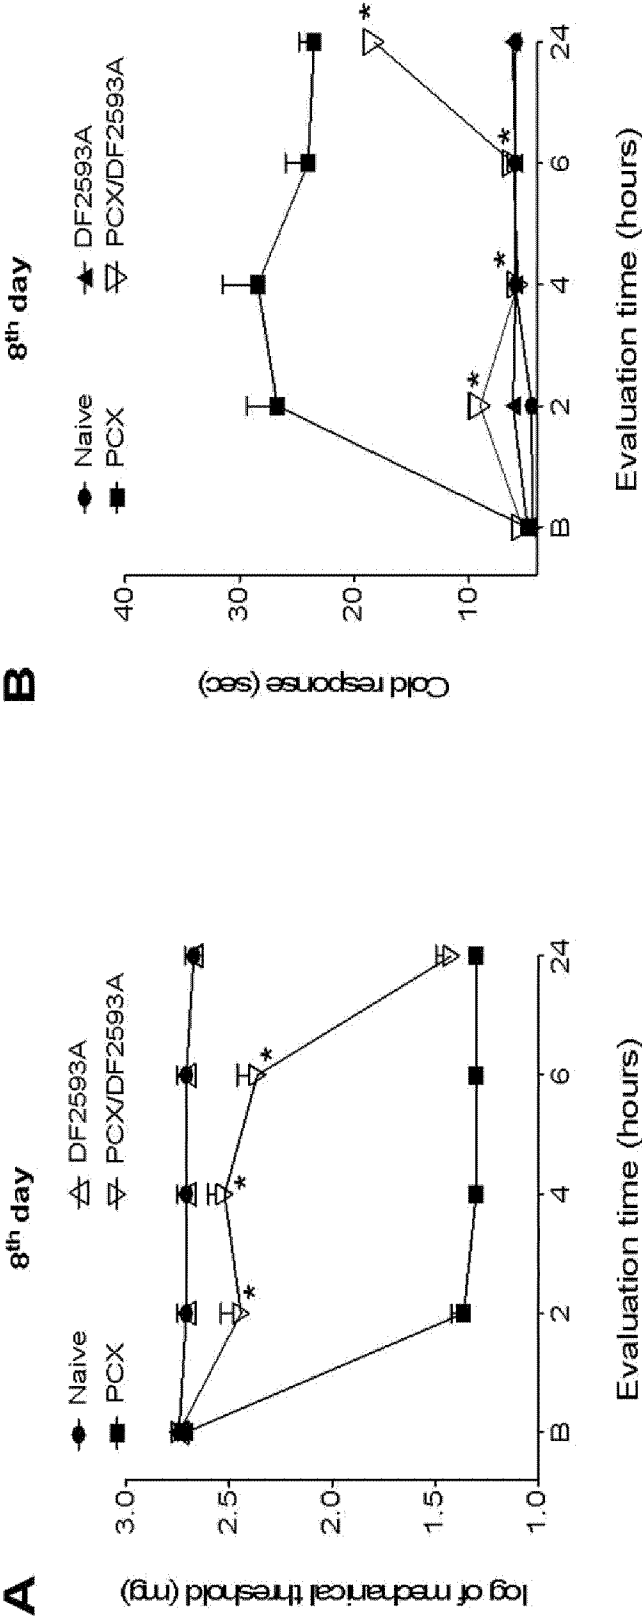 A
8th day
Naive
DF2593A
PCX
PCX/DF2593A
log of mechanical threshold (mg)
3.0
2.5
2.0
1.5
1.0
*
*
*
B
2
4
6
24
Evaluation time (hours)
B
8th day
Naive
DF2593A
PCX
PCX/DF2593A
Cold response (sec)
40
30
20
10
*
*
*
*
B
2
4
6
24
Evaluation time (hours)